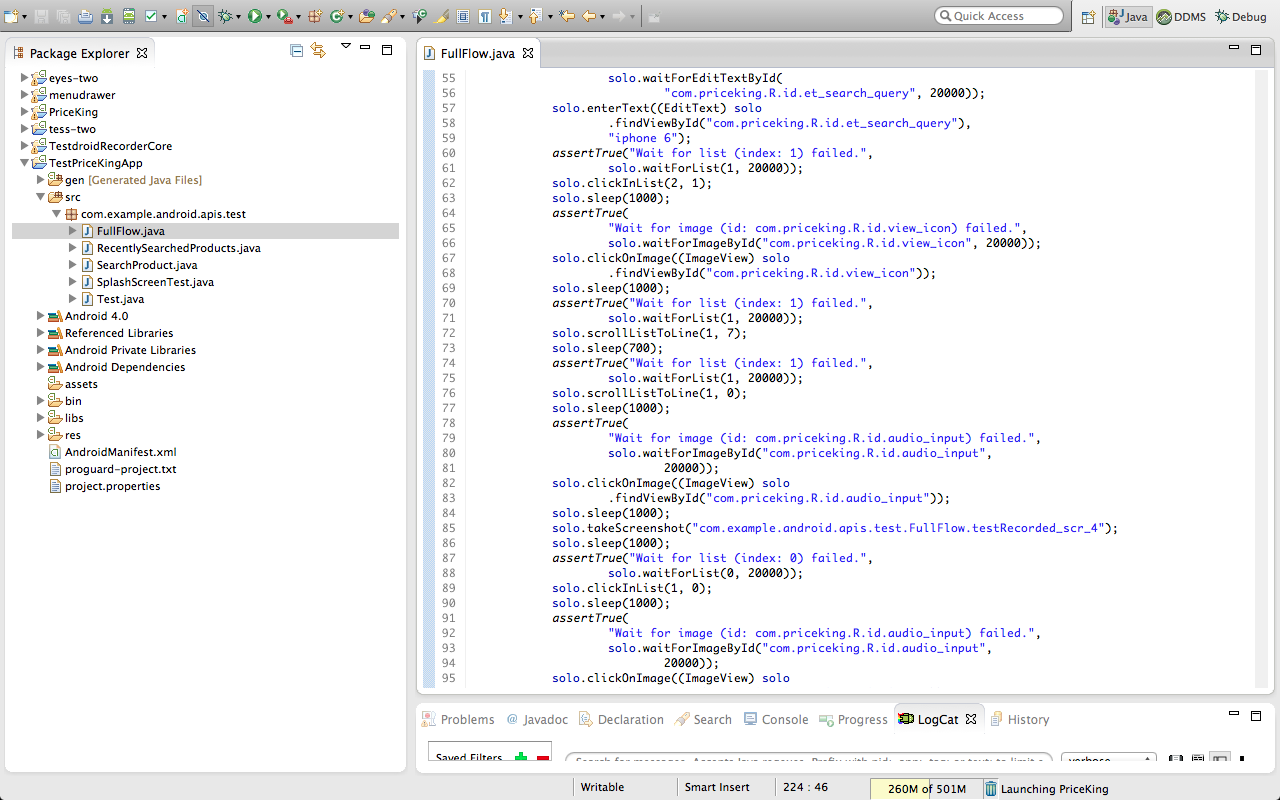 Quick Access
Java
DDMS
Debug
Package Explorer
eyes-two
menudrawer
PriceKing
tess-two
TestdroidRecorderCore
TestPriceKingApp
gen [Generated Java Files]
src
com.example.android.apis.test
FullFlow.java
RecentlySearchedProducts.java
SearchProduct.java
SplashScreenTest.java
Test.java
Android 4.0
Referenced Libraries
Android Private Libraries
Android Dependencies
assets
bin
libs
res
AndroidManifest.xml
proguard-project.txt
project.properties
FullFlow.java
55 solo.waitForEditTextById(
56 "com.priceking.R.id.et_search_query", 20000));
57 solo.enterText((EditText) solo
58 .findViewById("com.priceking.R.id.et_search_query"),
59 "iphone 6");
60 assertTrue("Wait for list (index: 1) failed.",
61 solo.waitForList(1, 20000));
62 solo.clickInList(2, 1);
63 solo.sleep(1000);
64 assertTrue(
65 "Wait for image (id: com.priceking.R.id.view_icon) failed.",
66 solo.waitForImageById("com.priceking.R.id.view_icon", 20000));
67 solo.clickOnImage((ImageView) solo
68 .findViewById("com.priceking.R.id.view_icon"));
69 solo.sleep(1000);
70 assertTrue("Wait for list (index: 1) failed.",
71 solo.waitForList(1, 20000));
72 solo.scrollListToLine(1, 7);
73 solo.sleep(700);
74 assertTrue("Wait for list (index: 1) failed.",
75 solo.waitForList(1, 20000));
76 solo.scrollListToLine(1, 0);
77 solo.sleep(1000);
78 assertTrue(
79 "Wait for image (id: com.priceking.R.id.audio_input) failed.",
80 solo.waitForImageById("com.priceking.R.id.audio_input",
81 20000));
82 solo.clickOnImage((ImageView) solo
83 .findViewById("com.priceking.R.id.audio_input"));
84 solo.sleep(1000);
85 solo.takeScreenshot("com.example.android.apis.test.FullFlow.testRecorded_scr_4");
86 solo.sleep(1000);
87 assertTrue("Wait for list (index: 0) failed.",
88 solo.waitForList(0, 20000));
89 solo.clickInList(1, 0);
90 solo.sleep(1000);
91 assertTrue(
92 "Wait for image (id: com.priceking.R.id.audio_input) failed.",
93 solo.waitForImageById("com.priceking.R.id.audio_input",
94 20000));
95 solo.clickOnImage((ImageView) solo
Problems
@ Javadoc
Declaration
Search
Console
Progress
LogCat
History
Saved Filters
Search for messages. Accepts Java regexes. Prefix with pid:, app:, tag: or text: to limit s
verbose
Writable
Smart Insert
224 : 46
260M of 501M
Launching PriceKing